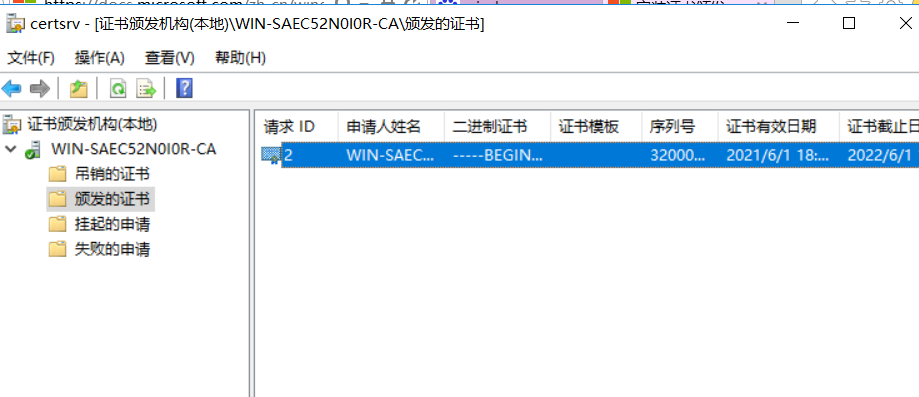 certsrv - [证书颁发机构(本地)\WIN-SAEC52N0I0R-CA\颁发的证书]
文件(F) 操作(A) 查看(V) 帮助(H)
证书颁发机构(本地)
WIN-SAEC52N0I0R-CA
吊销的证书
颁发的证书
挂起的申请
失败的申请
请求 ID 申请人姓名 二进制证书 证书模板 序列号 证书有效日期 证书截止日
2 WIN-SAEC... -----BEGIN... 32000... 2021/6/1 18:... 2022/6/1